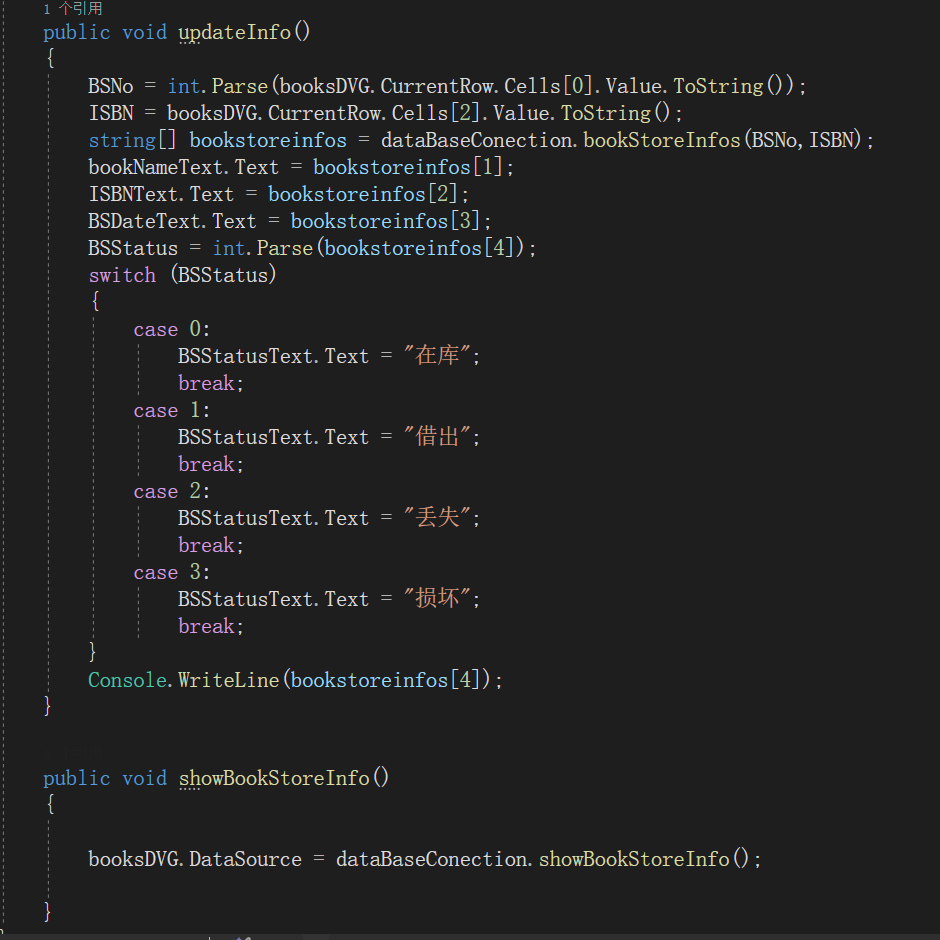 1 个引用
public void updateInfo()
{
BSNo = int.Parse(booksDVG.CurrentRow.Cells[0].Value.ToString());
ISBN = booksDVG.CurrentRow.Cells[2].Value.ToString();
string[] bookstoreinfos = dataBaseConection.bookStoreInfos(BSNo,ISBN);
bookNameText.Text = bookstoreinfos[1];
ISBNText.Text = bookstoreinfos[2];
BSDateText.Text = bookstoreinfos[3];
BSStatus = int.Parse(bookstoreinfos[4]);
switch (BSStatus)
{
case 0:
BSStatusText.Text = "在库";
break;
case 1:
BSStatusText.Text = "借出";
break;
case 2:
BSStatusText.Text = "丢失";
break;
case 3:
BSStatusText.Text = "损坏";
break;
}
Console.WriteLine(bookstoreinfos[4]);
}
public void showBookStoreInfo()
{
booksDVG.DataSource = dataBaseConection.showBookStoreInfo();
}